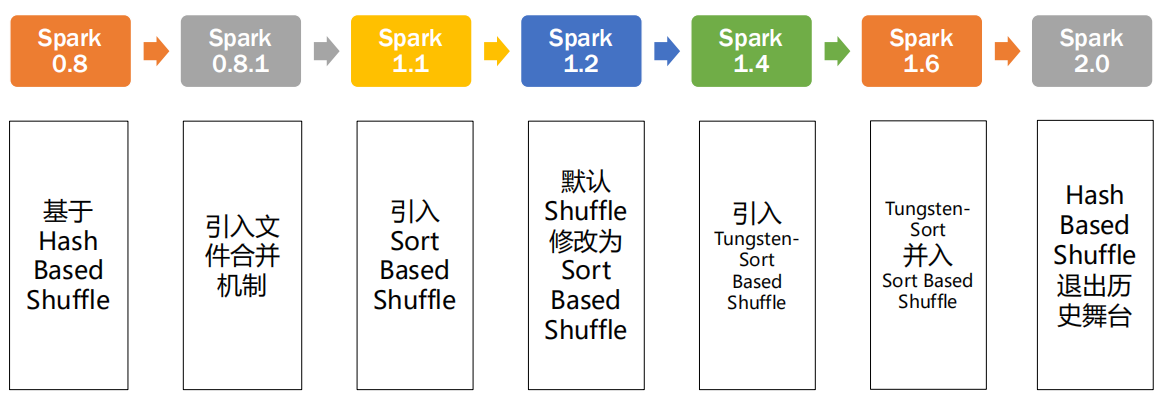 Spark
0.8
Spark
0.8.1
Spark
1.1
Spark
1.2
Spark
1.4
Spark
1.6
Spark
2.0
基于
Hash
Based
Shuffle
引入文
件合并
机制
引入
Sort
Based
Shuffle
默认
Shuffle
修改为
Sort
Based
Shuffle
引入
Tungsten-
Sort
Based
Shuffle
Tungsten-
Sort
并入
Sort Based
Shuffle
Hash
Based
Shuffle
退出历
史舞台